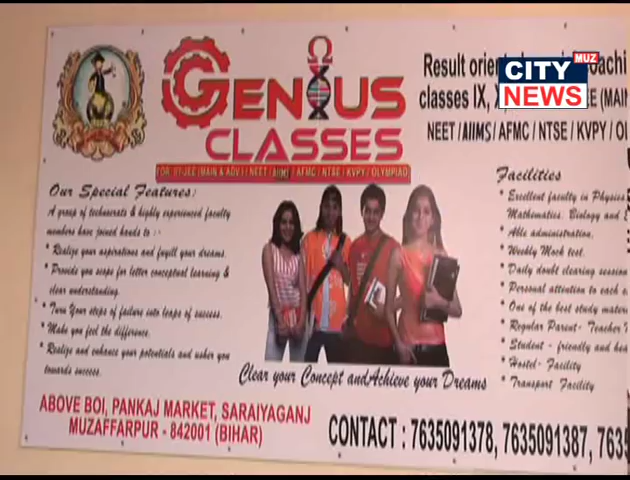 GENIUS
CLASSES
FOR: IIT-JEE (MAIN & ADV) / NEET / AIIMS / AFMC / NTSE / KVPY / OLYMPIAD
Result
classes IX,
NEET / AIIMS / AFMC / NTSE / KVPY /
CITY NEWS
MUZ
Our Special Features:
A group of technocrats & highly experienced faculty
members have joined hands to :-
* Realize your aspirations and fulfill your dreams.
* Provide you scope for letter conceptual learning &
clear understanding.
* Turn Your steps of failure into leaps of success.
* Make you feel the difference.
* Realize and enhance your potentials and usher you
towards success.
Facilities
* Excellent faculty in Physics
Mathematics, Biology and
* Able administration.
* Weekly Mock test.
* Daily doubt clearing session
* Personal attention to each
* One of the best study
* Regular Parent- Teacher
* Student - friendly and
* Hostel- Facility
* Transport Facility
Clear your Concept and Achieve your Dreams
ABOVE BOI, PANKAJ MARKET, SARAIYAGANJ
MUZAFFARPUR - 842001 (BIHAR)
CONTACT : 7635091378, 7635091387,